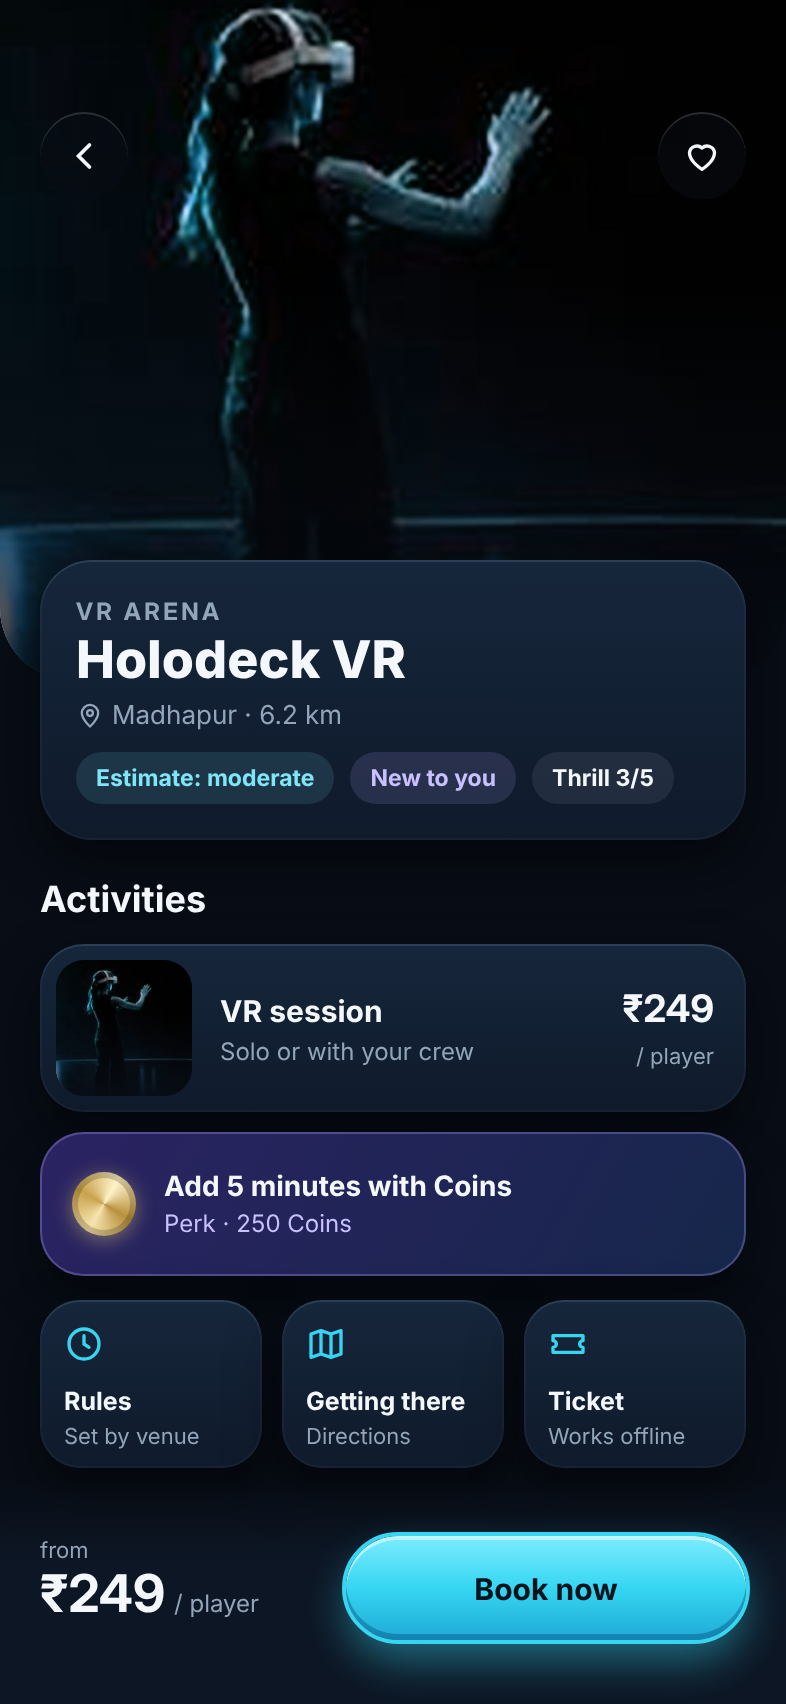 VR ARENA
Holodeck VR
Madhapur · 6.2 km
Estimate: moderate
New to you
Thrill 3/5
Activities
VR session
Solo or with your crew
₹249
/ player
Add 5 minutes with Coins
Perk · 250 Coins
Rules
Set by venue
Getting there
Directions
Ticket
Works offline
from
₹249 / player
Book now